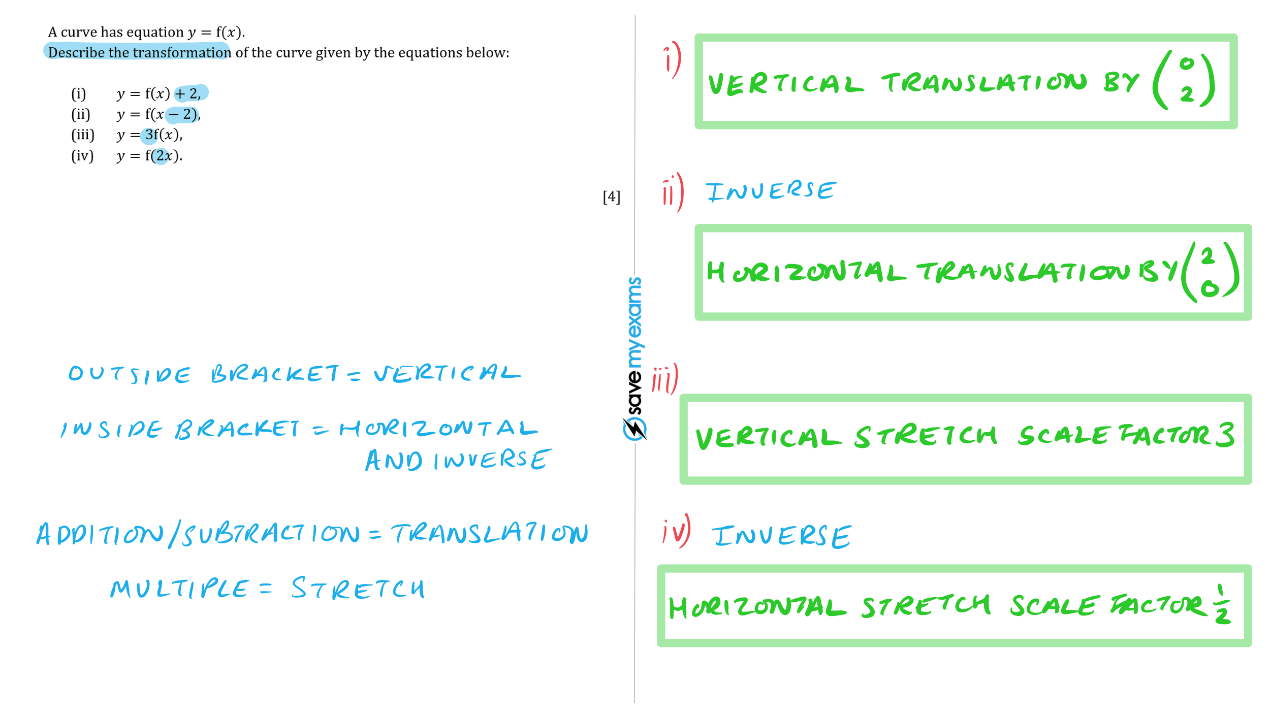 A curve has equation y = f(x).
Describe the transformation of the curve given by the equations below:
(i) y = f(x) + 2,
(ii) y = f(x − 2),
(iii) y = 3f(x),
(iv) y = f(2x).
[4]
OUTSIDE BRACKET = VERTICAL
INSIDE BRACKET = HORIZONTAL
AND INVERSE
ADDITION/SUBTRACTION = TRANSLATION
MULTIPLE = STRETCH
save my exams
i) VERTICAL TRANSLATION BY (0 2)
ii) INVERSE
HORIZONTAL TRANSLATION BY (2 0)
iii)
VERTICAL STRETCH SCALE FACTOR 3
iv) INVERSE
HORIZONTAL STRETCH SCALE FACTOR 1/2